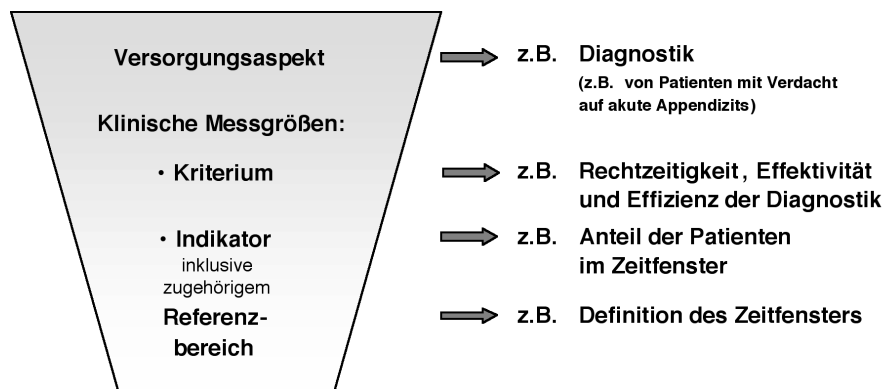 Versorgungsaspekt z.B. Diagnostik
(z.B. von Patienten mit Verdacht
auf akute Appendizits)
Klinische Messgrößen:
• Kriterium z.B. Rechtzeitigkeit, Effektivität
und Effizienz der Diagnostik
• Indikator z.B. Anteil der Patienten
inklusive im Zeitfenster
zugehörigem
Referenz- z.B. Definition des Zeitfensters
bereich